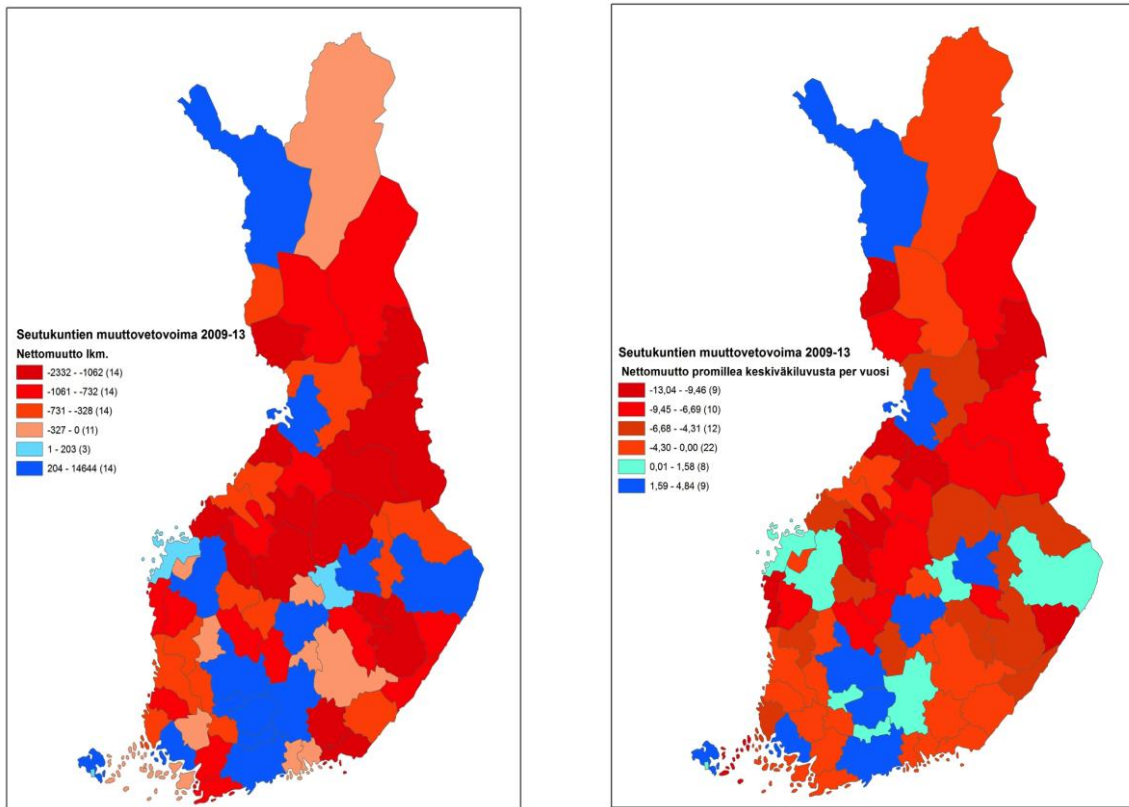 Seutukuntien muuttovetovoima 2009-13
Nettomuutto lkm.
-2332 - -1062 (14)
-1061 - -732 (14)
-731 - -328 (14)
-327 - 0 (11)
1 - 203 (3)
204 - 14644 (14)
Seutukuntien muuttovetovoima 2009-13
Nettomuutto promillea keskiväkiluvusta per vuosi
-13,04 - -9,46 (9)
-9,45 - -6,69 (10)
-6,68 - -4,31 (12)
-4,30 - 0,00 (22)
0,01 - 1,58 (8)
1,59 - 4,84 (9)